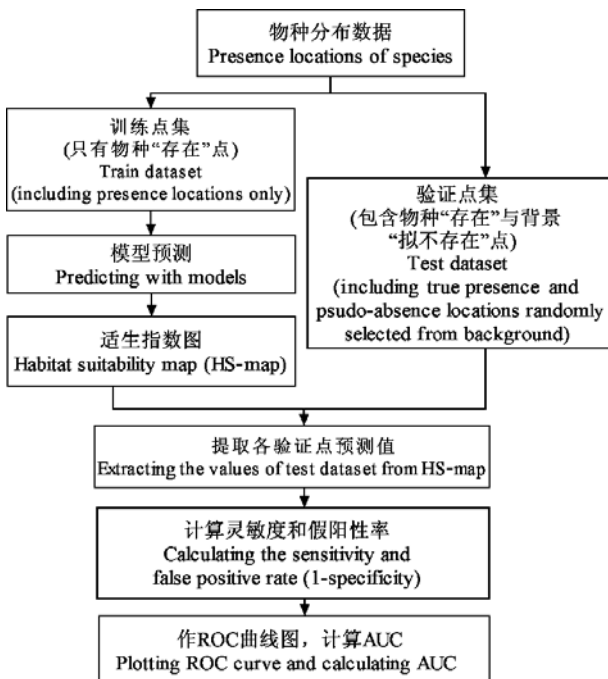 物种分布数据
Presence locations of species
训练点集
(只有物种“存在”点)
Train dataset
(including presence locations only)
模型预测
Predicting with models
适生指数图
Habitat suitability map (HS-map)
验证点集
(包含物种“存在”与背景
“拟不存在”点)
Test dataset
(including true presence and
psudo-absence locations randomly
selected from background)
提取各验证点预测值
Extracting the values of test dataset from HS-map
计算灵敏度和假阳性率
Calculating the sensitivity and
false positive rate (1-specificity)
作ROC曲线图，计算AUC
Plotting ROC curve and calculating AUC